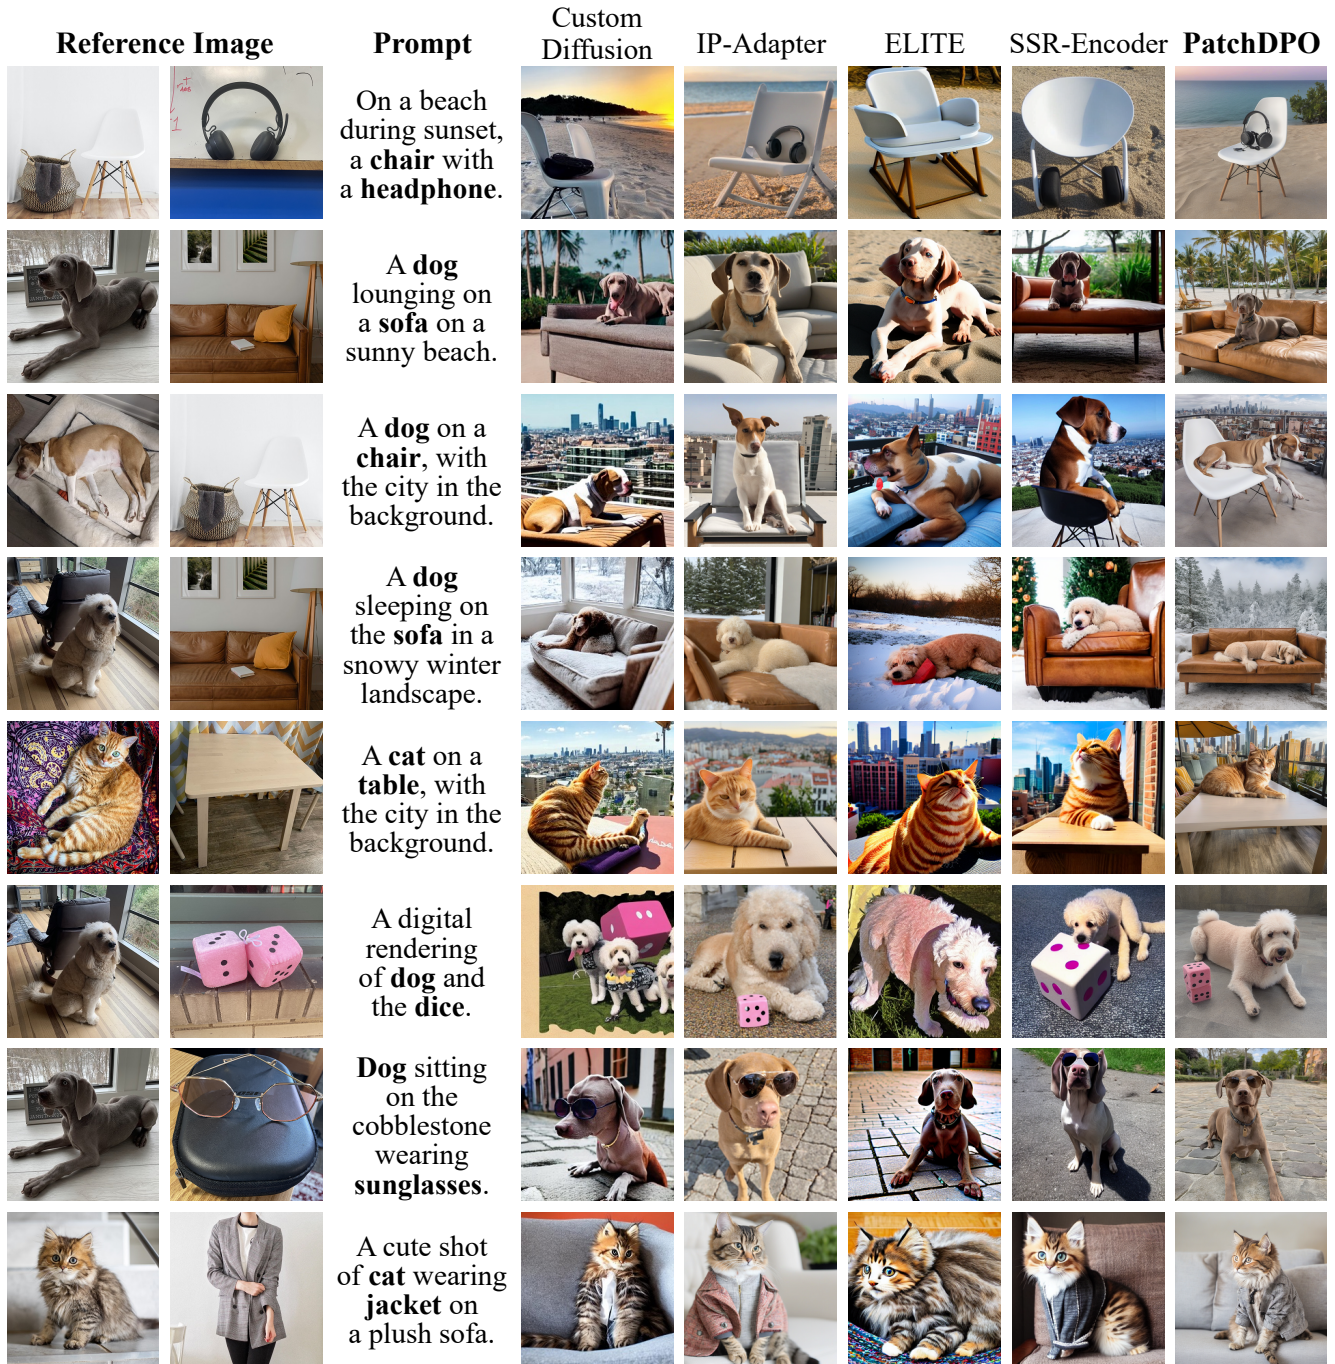 Reference Image
Prompt
Custom
Diffusion
IP-Adapter
ELITE
SSR-Encoder
PatchDPO
On a beach
during sunset,
a chair with
a headphone.
A dog
lounging on
a sofa on a
sunny beach.
A dog on a
chair, with
the city in the
background.
A dog
sleeping on
the sofa in a
snowy winter
landscape.
A cat on a
table, with
the city in the
background.
A digital
rendering
of dog and
the dice.
Dog sitting
on the
cobblestone
wearing
sunglasses.
A cute shot
of cat wearing
jacket on
a plush sofa.